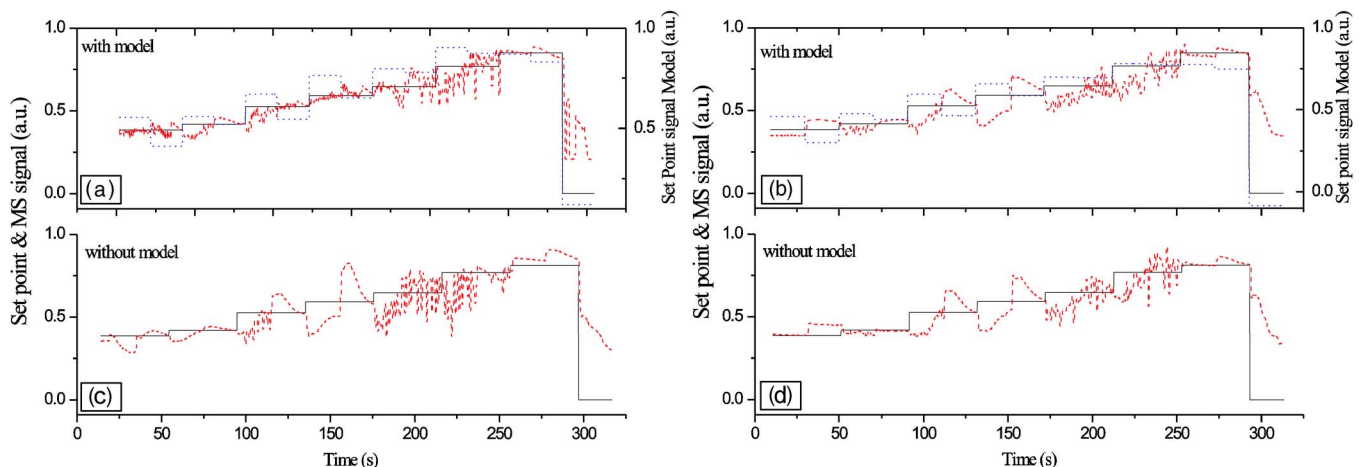 Set point & MS signal (a.u.)
1.0
0.5
0.0
with model
(a)
1.0
0.5
Set Point signal Model (a.u.)
1.0
0.5
0.0
without model
(c)
0 50 100 150 200 250 300
Time (s)
Set point & MS signal (a.u.)
1.0
0.5
0.0
with model
(b)
1.0
0.5
0.0
Set point signal Model (a.u.)
1.0
0.5
0.0
without model
(d)
0 50 100 150 200 250 300
Time (s)